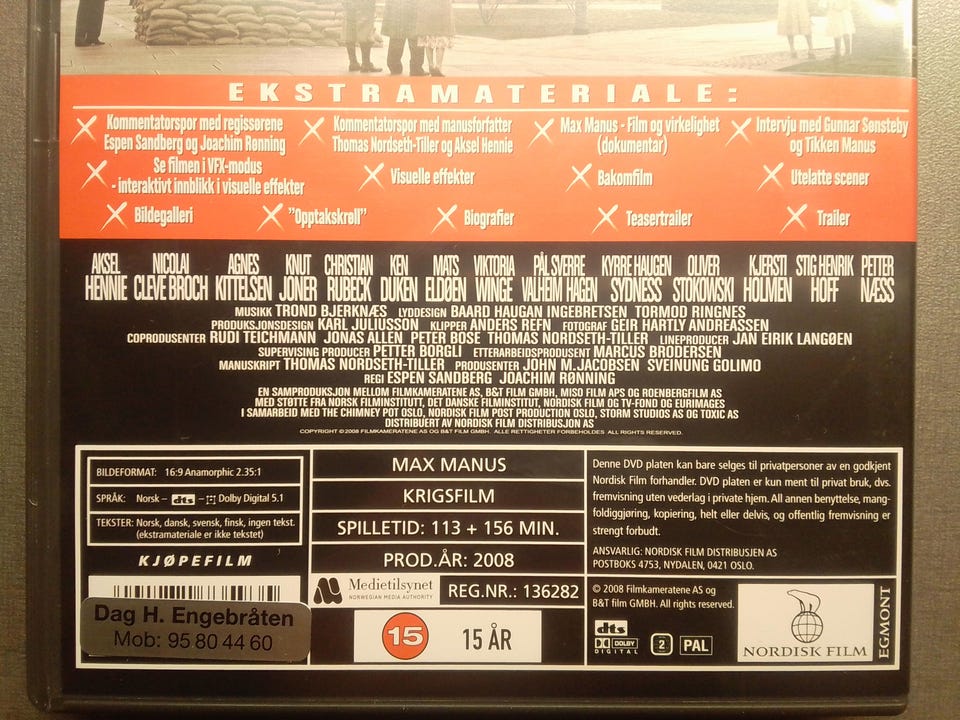 EKSTRAMATERIALE:
Kommentatorspor med regissørene
Espen Sandberg og Joachim Rønning
Kommentatorspor med manusforfatter
Thomas Nordseth-Tiller og Aksel Hennie
Max Manus - Film og virkelighet
(dokumentar)
Intervju med Gunnar Sønsteby
og Tikken Manus
Se filmen i VFX-modus
- interaktivt innblikk i visuelle effekter
Visuelle effekter
Bakomfilm
Utelatte scener
Bildegalleri
"Opptakskrøll"
Biografier
Teasertrailer
Trailer
AKSEL HENNIE NICOLAI CLEVE BROCH AGNES KITTELSEN KNUT JONER CHRISTIAN RUBECK KEN DUKEN MATS ELDØEN VIKTORIA WINGE PÅL SVERRE VALHEIM HAGEN KYRRE HAUGEN SYDNESS OLIVER STOKOWSKI KJERSTI HOLMEN STIG HENRIK HOFF PETTER NÆSS
MUSIKK TROND BJERKNÆS LYDDESIGN BAARD HAUGAN INGEBRETSEN TORMOD RINGNES
PRODUKSJONSDESIGN KARL JULIUSSON KLIPPER ANDERS REFN FOTOGRAF GEIR HARTLY ANDREASSEN
COPRODUSENTER RUDI TEICHMANN JONAS ALLEN PETER BOSE THOMAS NORDSETH-TILLER LINEPRODUCER JAN EIRIK LANGØEN
SUPERVISING PRODUCER PETTER BORGLI ETTERARBEIDSPRODUSENT MARCUS BRODERSEN
MANUSKRIPT THOMAS NORDSETH-TILLER PRODUSENTER JOHN M. JACOBSEN SVEINUNG GOLIMO
REGI ESPEN SANDBERG JOACHIM RØNNING
EN SAMPRODUKSJON MELLOM FILMKAMERATENE AS, B&T FILM GMBH, MISO FILM APS OG ROENBERGFILM AS
MED STØTTE FRA NORSK FILMINSTITUTT, DET DANSKE FILMINSTITUT, NORDISK FILM OG TV-FOND OG EURIMAGES
I SAMARBEID MED THE CHIMNEY POT OSLO, NORDISK FILM POST PRODUCTION OSLO, STORM STUDIOS AS OG TOXIC AS
DISTRIBUERT AV NORDISK FILM DISTRIBUSJON AS
COPYRIGHT © 2008 FILMKAMERATENE AS OG B&T FILM GMBH. ALLE RETTIGHETER FORBEHOLDES ALL RIGHTS RESERVED.
BILDEFORMAT: 16:9 Anamorphic 2.35:1
SPRÅK: Norsk – dts – Dolby Digital 5.1
TEKSTER: Norsk, dansk, svensk, finsk, ingen tekst.
(ekstramateriale er ikke tekstet)
KJØPEFILM
Dag H. Engebråten
Mob: 95 80 44 60
MAX MANUS
KRIGSFILM
SPILLETID: 113 + 156 MIN.
PROD.ÅR: 2008
Medietilsynet
NORWEGIAN MEDIA AUTHORITY
REG.NR.: 136282
15 15 ÅR
Denne DVD platen kan bare selges til privatpersoner av en godkjent
Nordisk Film forhandler. DVD platen er kun ment til privat bruk, dvs.
fremvisning uten vederlag i private hjem. All annen benyttelse, mang-
foldiggjøring, kopiering, helt eller delvis, og offentlig fremvisning er
strengt forbudt.
ANSVARLIG: NORDISK FILM DISTRIBUSJEN AS
POSTBOKS 4753, NYDALEN, 0421 OSLO.
© 2008 Filmkameratene AS og
B&T film GMBH. All rights reserved.
dts
DOLBY
DIGITAL
2
PAL
NORDISK FILM
EGMONT